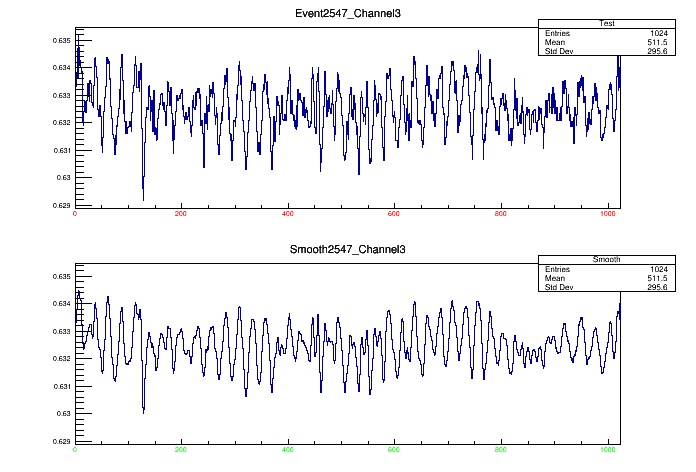 Event2547_Channel3
Test
Entries 1024
Mean 511.5
Std Dev 295.6
0.635
0.634
0.633
0.632
0.631
0.63
0.629
0 200 400 600 800 1000
Smooth2547_Channel3
Smooth
Entries 1024
Mean 511.5
Std Dev 295.6
0.635
0.634
0.633
0.632
0.631
0.63
0.629
0 200 400 600 800 1000